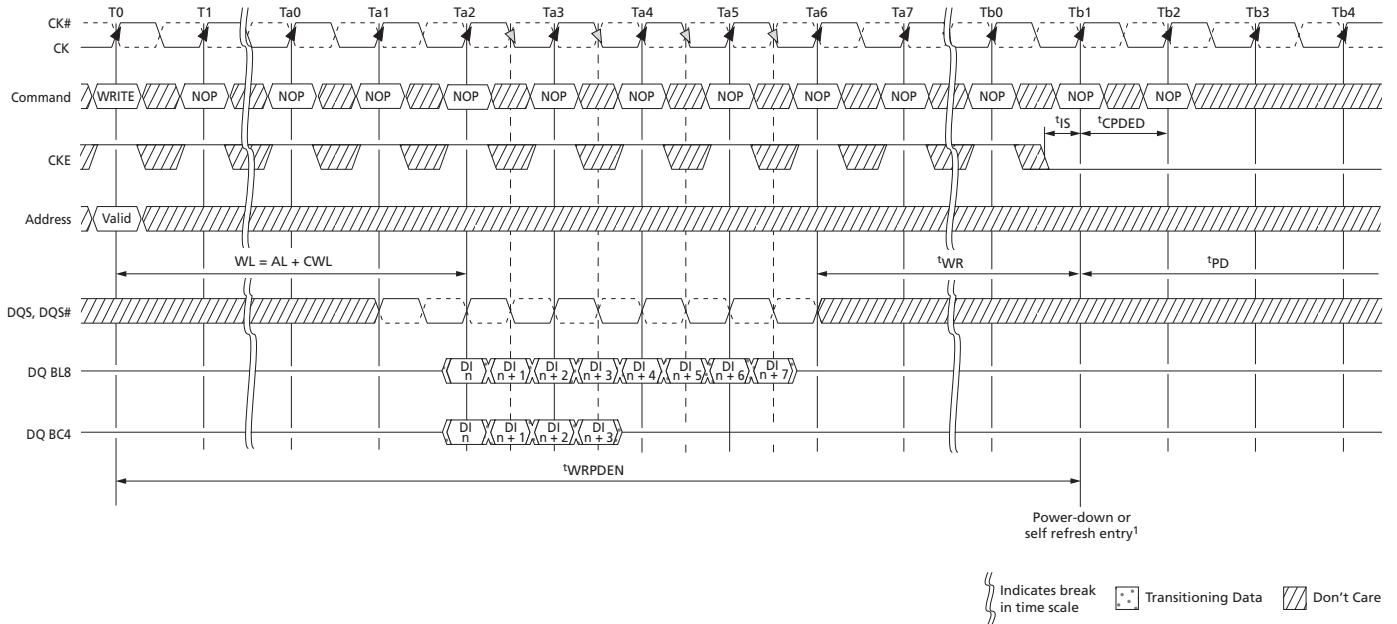 T0 T1 Ta0 Ta1 Ta2 Ta3 Ta4 Ta5 Ta6 Ta7 Tb0 Tb1 Tb2 Tb3 Tb4
CK#
CK
Command WRITE NOP NOP NOP NOP NOP NOP NOP NOP NOP NOP NOP NOP
tIS tCPDED
CKE
Address Valid
WL = AL + CWL tWR tPD
DQS, DQS#
DQ BL8 DI n DI n + 1 DI n + 2 DI n + 3 DI n + 4 DI n + 5 DI n + 6 DI n + 7
DQ BC4 DI n DI n + 1 DI n + 2 DI n + 3
tWRPDEN
Power-down or
self refresh entry1
Indicates break
in time scale
Transitioning Data
Don't Care